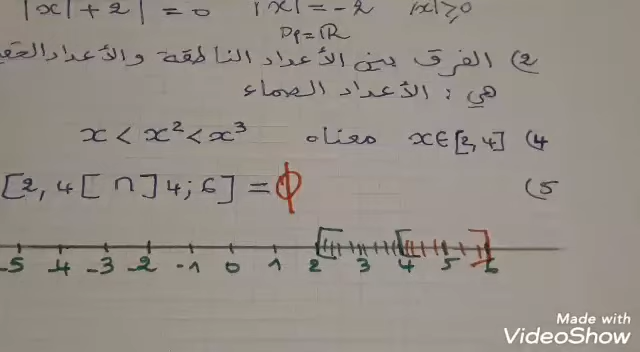 |x|+2|=0 |x|=-2 |x|⩾0
Df=ℝ
2) الفرق بين الأعداد الناطقة والأعداد
هي : الأعداد الصماء
4) x∈[2,4] معناه x<x²<x³
5) [2,4[ ∩ ]4;6] = ϕ
-5 -4 -3 -2 -1 0 1 2 3 4 5 6
Made with
VideoShow